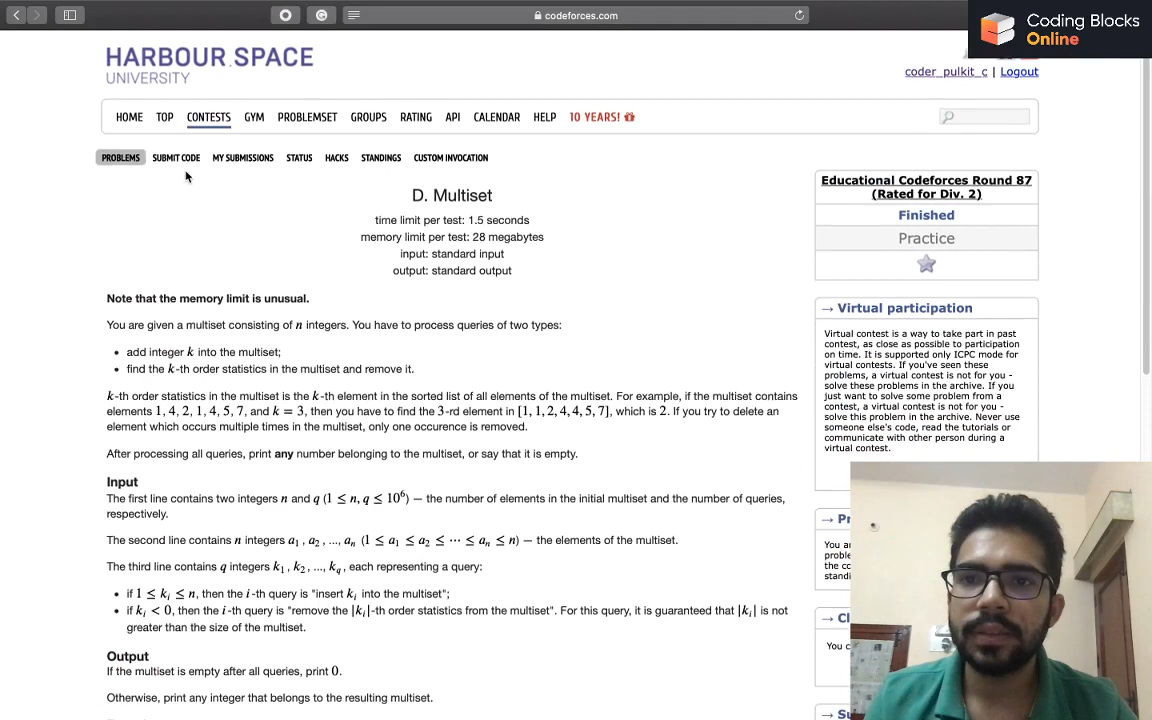 codeforces.com
Coding Blocks
Online
HARBOUR.SPACE
UNIVERSITY
coder_pulkit_c | Logout
HOME TOP CONTESTS GYM PROBLEMSET GROUPS RATING API CALENDAR HELP 10 YEARS!
PROBLEMS SUBMIT CODE MY SUBMISSIONS STATUS HACKS STANDINGS CUSTOM INVOCATION
D. Multiset
time limit per test: 1.5 seconds
memory limit per test: 28 megabytes
input: standard input
output: standard output
Note that the memory limit is unusual.
You are given a multiset consisting of n integers. You have to process queries of two types:
• add integer k into the multiset;
• find the k-th order statistics in the multiset and remove it.
k-th order statistics in the multiset is the k-th element in the sorted list of all elements of the multiset. For example, if the multiset contains
elements 1, 4, 2, 1, 4, 5, 7, and k = 3, then you have to find the 3-rd element in [1, 1, 2, 4, 4, 5, 7], which is 2. If you try to delete an
element which occurs multiple times in the multiset, only one occurence is removed.
After processing all queries, print any number belonging to the multiset, or say that it is empty.
Input
The first line contains two integers n and q (1 ≤ n, q ≤ 10⁶) — the number of elements in the initial multiset and the number of queries,
respectively.
The second line contains n integers a₁, a₂, ..., aₙ (1 ≤ a₁ ≤ a₂ ≤ ⋯ ≤ aₙ ≤ n) — the elements of the multiset.
The third line contains q integers k₁, k₂, ..., k_q, each representing a query:
• if 1 ≤ kᵢ ≤ n, then the i-th query is "insert kᵢ into the multiset";
• if kᵢ < 0, then the i-th query is "remove the |kᵢ|-th order statistics from the multiset". For this query, it is guaranteed that |kᵢ| is not
greater than the size of the multiset.
Output
If the multiset is empty after all queries, print 0.
Otherwise, print any integer that belongs to the resulting multiset.
Educational Codeforces Round 87
(Rated for Div. 2)
Finished
Practice
→ Virtual participation
Virtual contest is a way to take part in past
contest, as close as possible to participation
on time. It is supported only ICPC mode for
virtual contests. If you've seen these
problems, a virtual contest is not for you -
solve these problems in the archive. If you
just want to solve some problem from a
contest, a virtual contest is not for you -
solve this problem in the archive. Never use
someone else's code, read the tutorials or
communicate with other person during a
virtual contest.
→ Pr
You a
proble
the co
standi
→ Cl
You c
→ Su